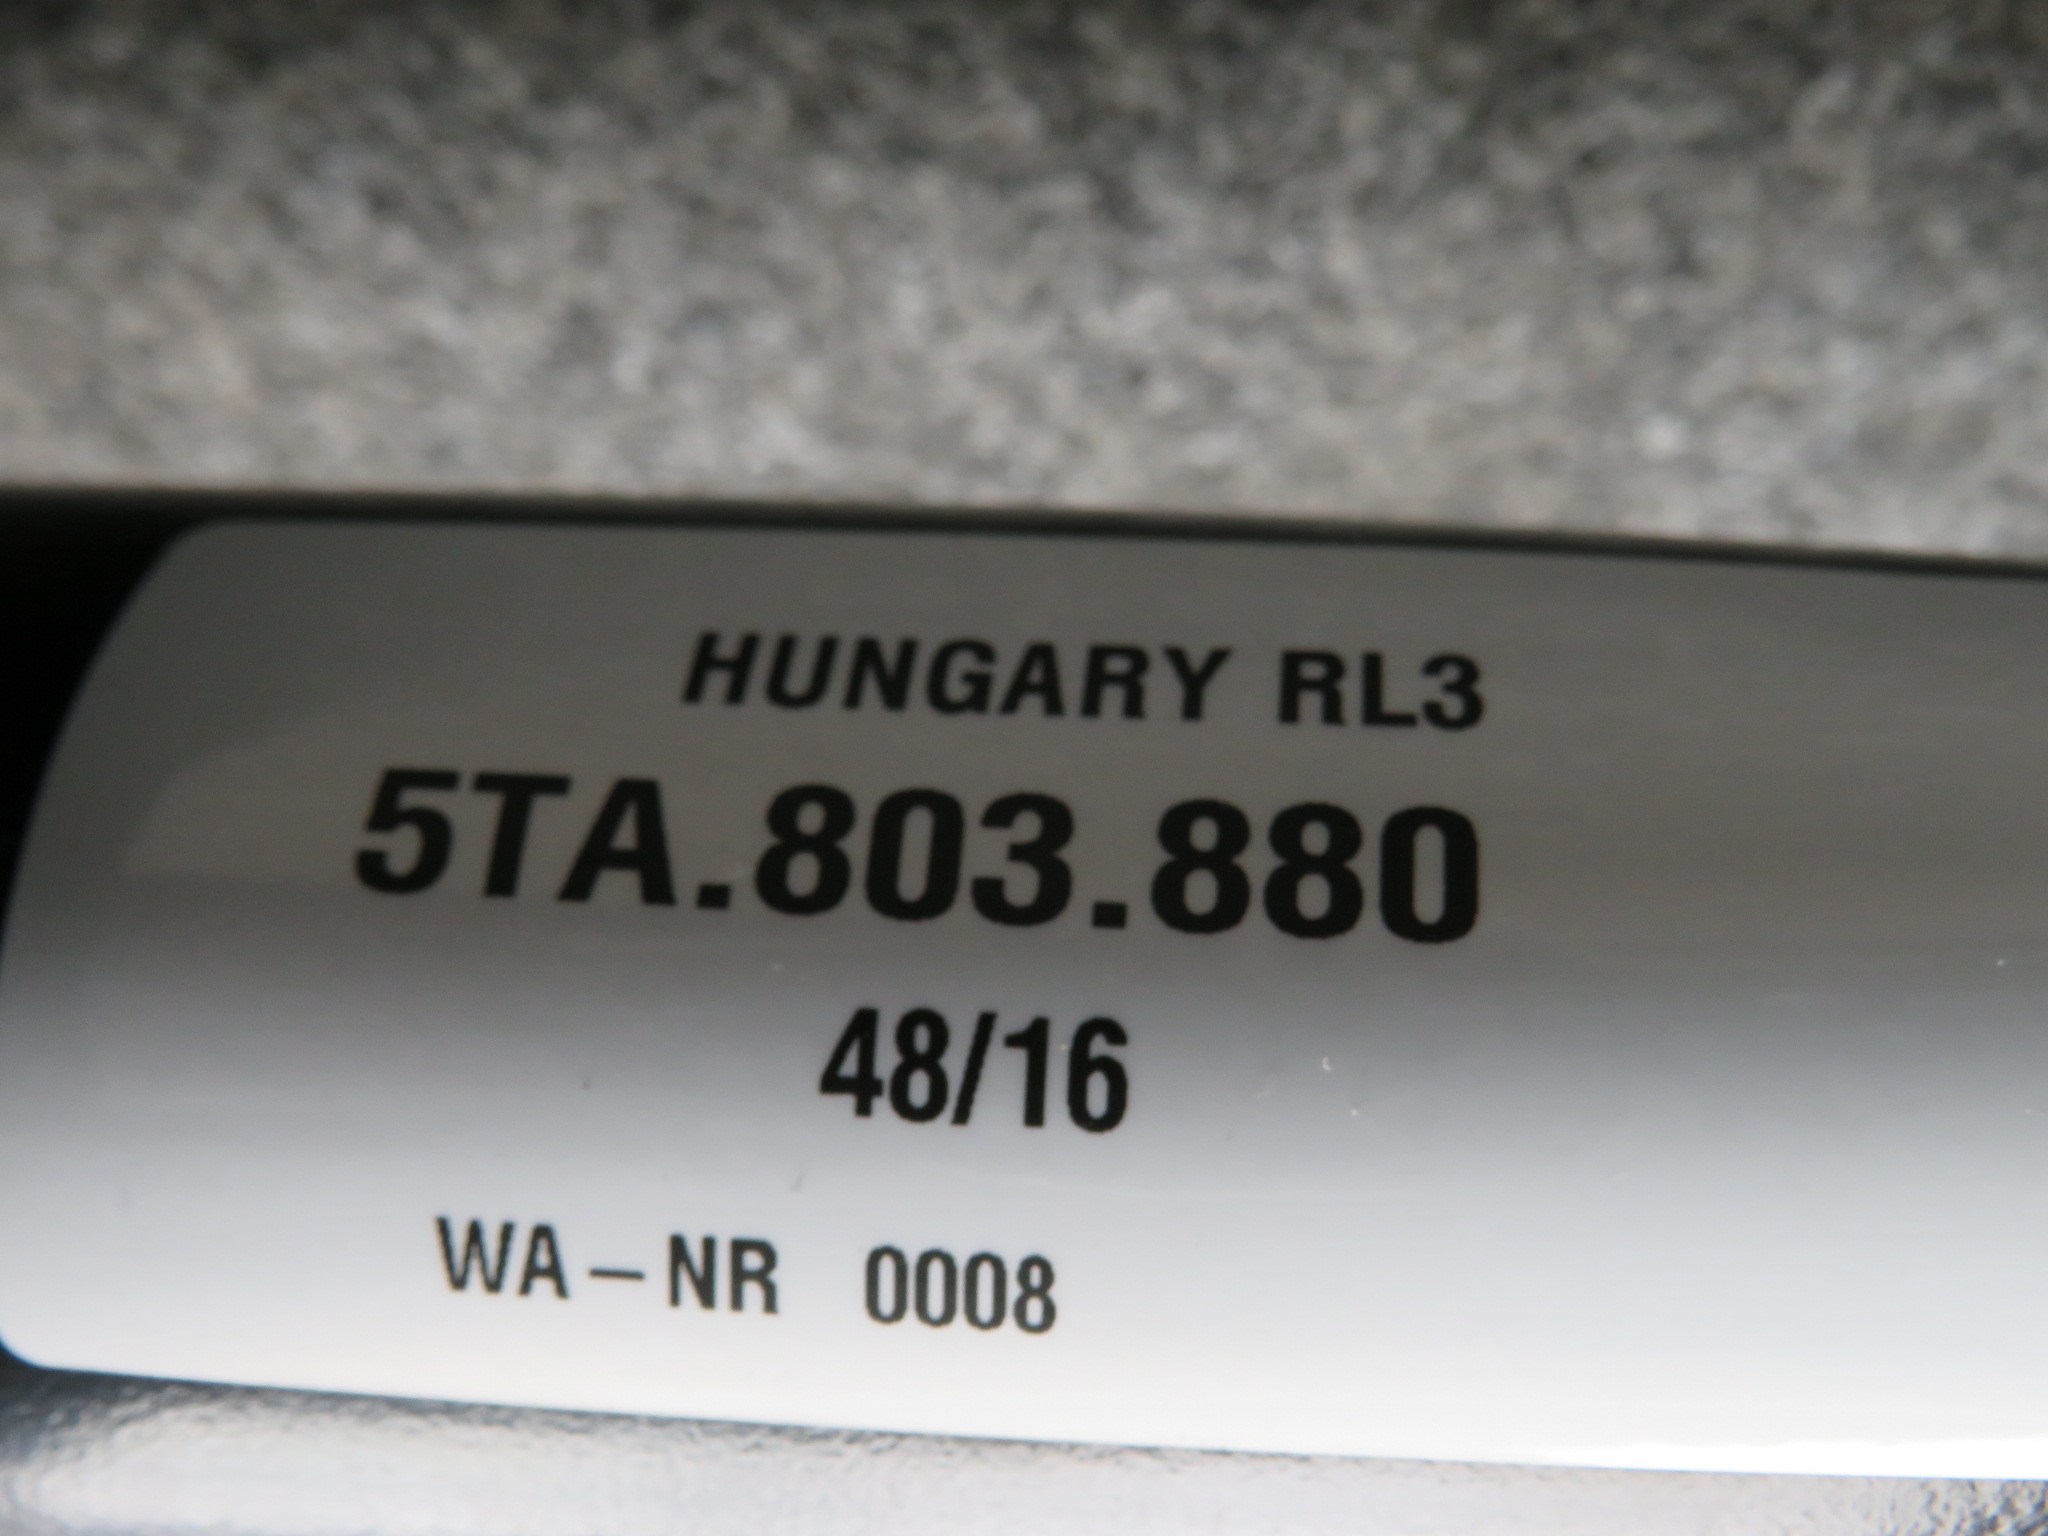 HUNGARY RL3
5TA.803.880
48/16
WA-NR 0008